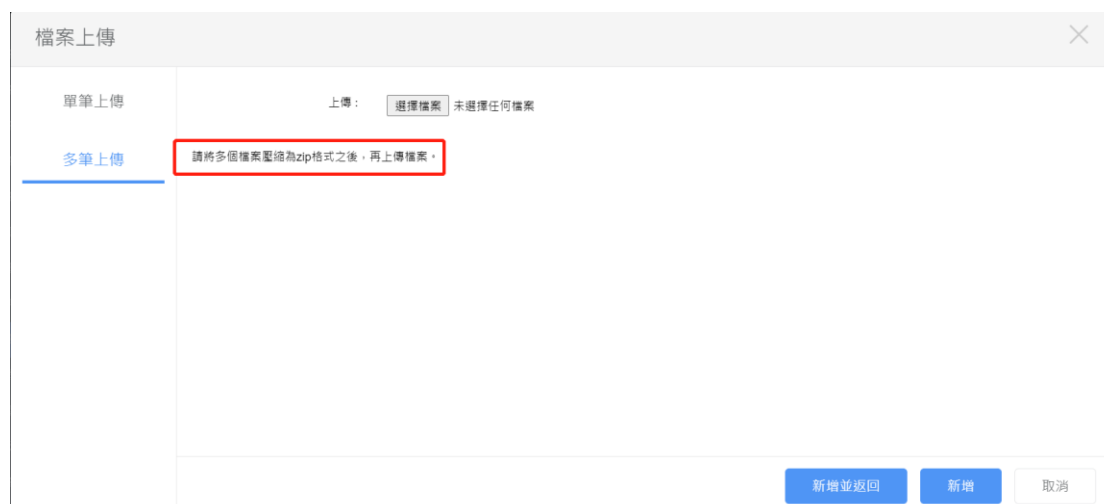 檔案上傳
單筆上傳
上傳：
選擇檔案 未選擇任何檔案
多筆上傳
請將多個檔案壓縮為zip格式之後，再上傳檔案。
新增並返回
新增
取消